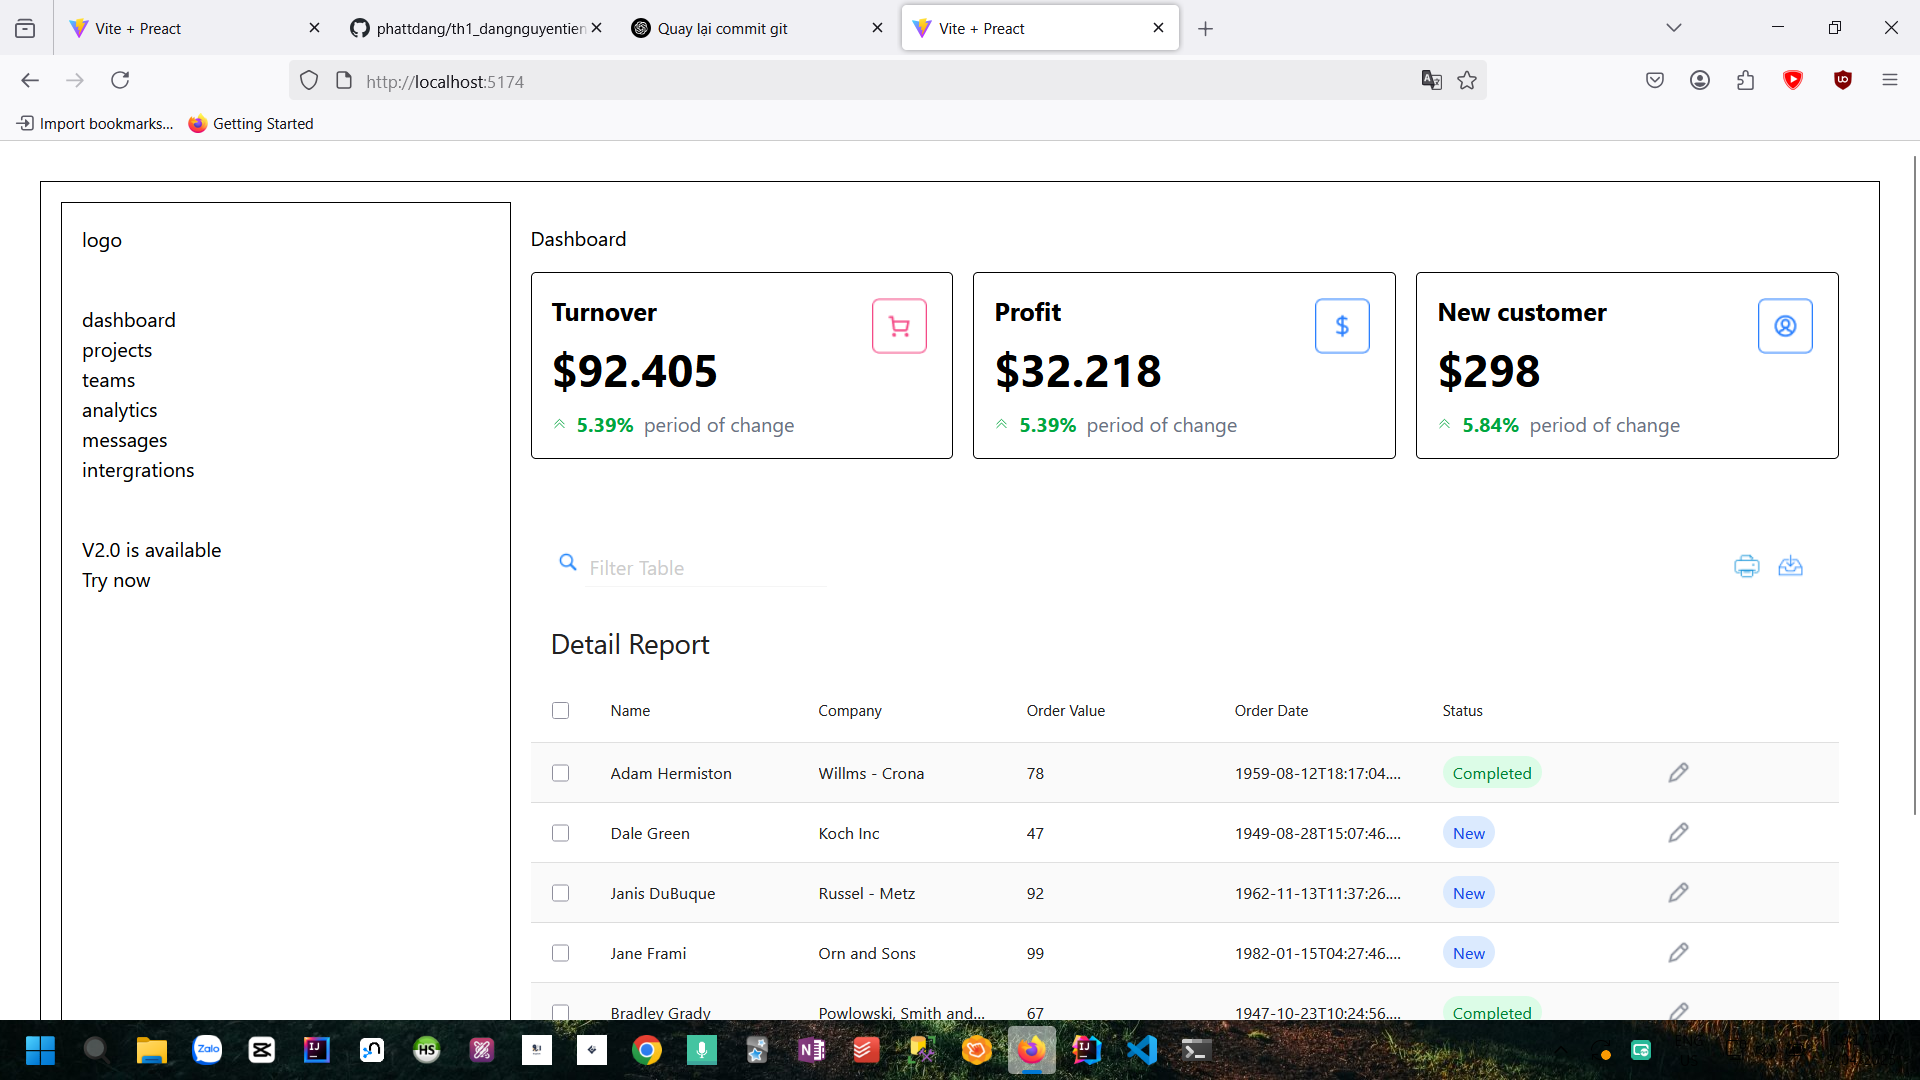 Vite + Preact
phattdang/th1_dangnguyentien
Quay lại commit git
Vite + Preact
http://localhost:5174
Import bookmarks...
Getting Started
logo
dashboard
projects
teams
analytics
messages
intergrations
V2.0 is available
Try now
Dashboard
Turnover
$92.405
5.39% period of change
Profit
$32.218
5.39% period of change
New customer
$298
5.84% period of change
Filter Table
Detail Report
Name Company Order Value Order Date Status
Adam Hermiston Willms - Crona 78 1959-08-12T18:17:04.... Completed
Dale Green Koch Inc 47 1949-08-28T15:07:46.... New
Janis DuBuque Russel - Metz 92 1962-11-13T11:37:26.... New
Jane Frami Orn and Sons 99 1982-01-15T04:27:46.... New
Bradley Grady Powlowski, Smith and... 67 1947-10-23T10:24:56.... Completed
Zalo
HS